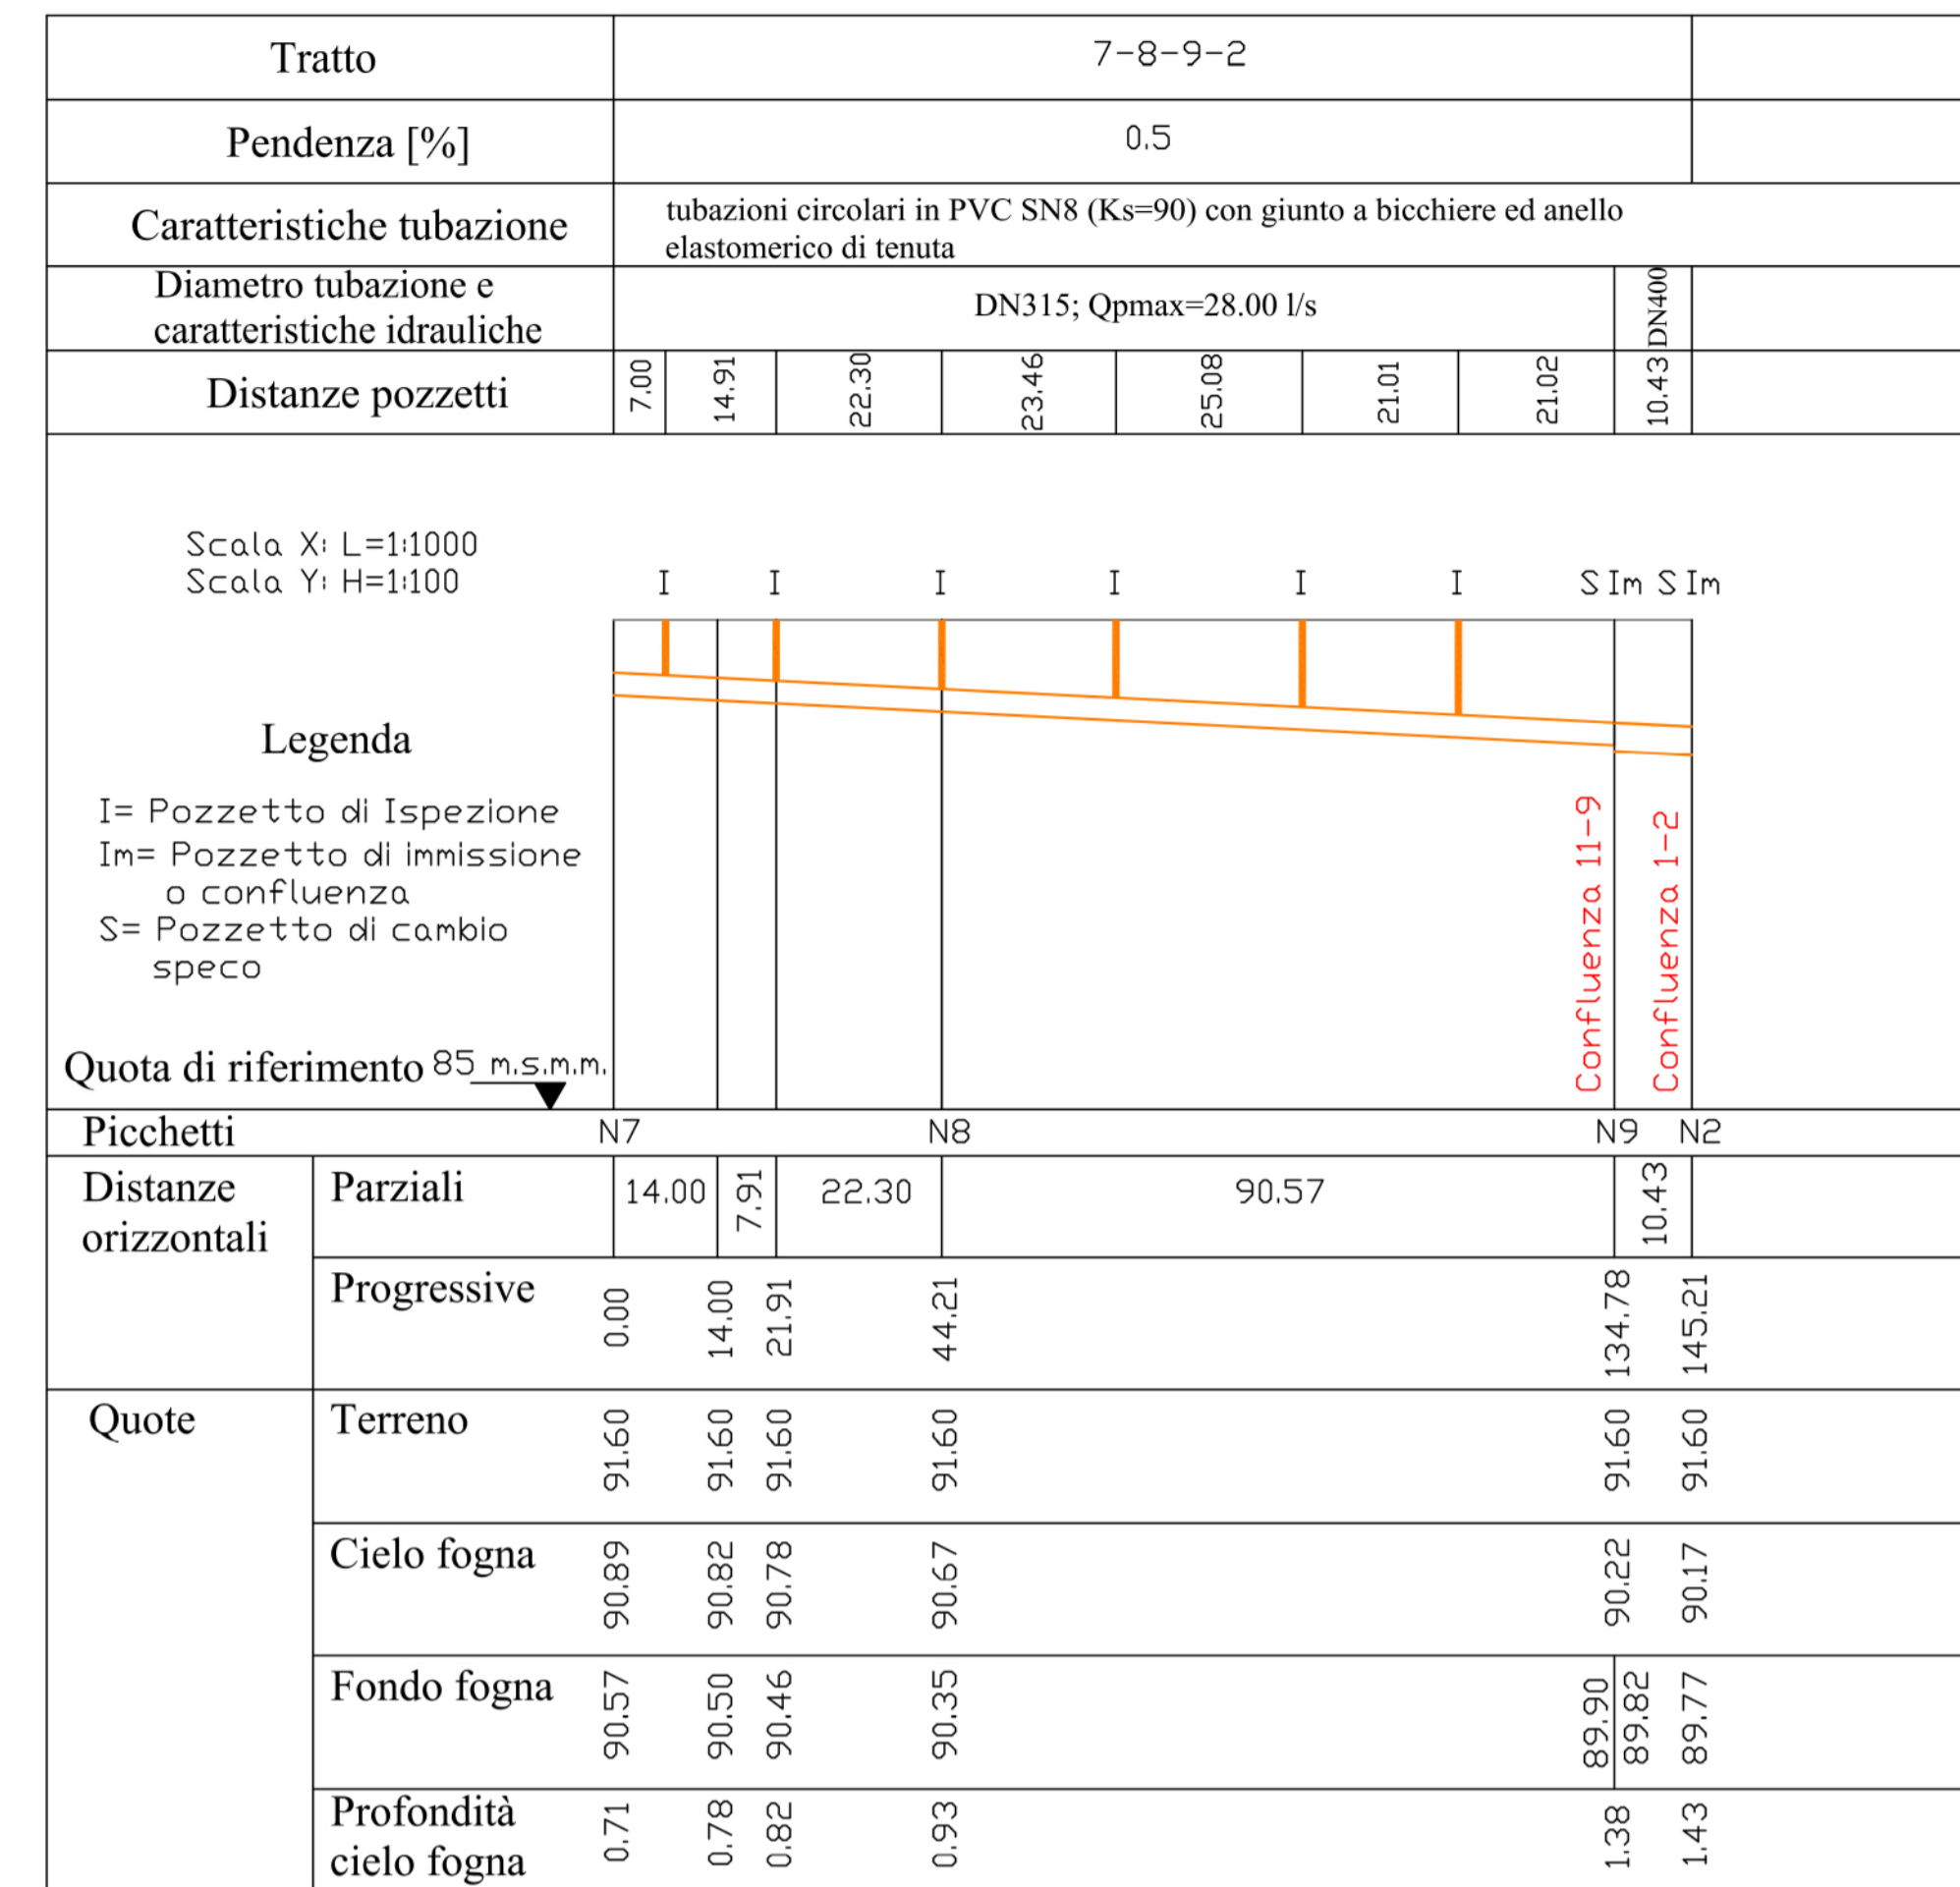 Tratto
7-8-9-2
Pendenza [%]
0.5
Caratteristiche tubazione
tubazioni circolari in PVC SN8 (Ks=90) con giunto a bicchiere ed anello
elastomerico di tenuta
Diametro tubazione e
caratteristiche idrauliche
DN315; Qpmax=28.00 l/s
DN400
Distanze pozzetti
7.00
14.91
22.30
23.46
25.08
21.01
21.02
10.43
Scala X: L=1:1000
Scala Y: H=1:100
I
I
I
I
I
I
S Im
S Im
Legenda
I= Pozzetto di Ispezione
Im= Pozzetto di immissione
o confluenza
S= Pozzetto di cambio
speco
Confluenza 11-9
Confluenza 1-2
Quota di riferimento 85 m.s.m.m.
Picchetti
N7
N8
N9
N2
Distanze
orizzontali
Parziali
14.00
7.91
22.30
90.57
10.43
Progressive
0.00
14.00
21.91
44.21
134.78
145.21
Quote
Terreno
91.60
91.60
91.60
91.60
91.60
91.60
Cielo fogna
90.89
90.82
90.78
90.67
90.22
90.17
Fondo fogna
90.57
90.50
90.46
90.35
89.90
89.82
89.77
Profondità
cielo fogna
0.71
0.78
0.82
0.93
1.38
1.43